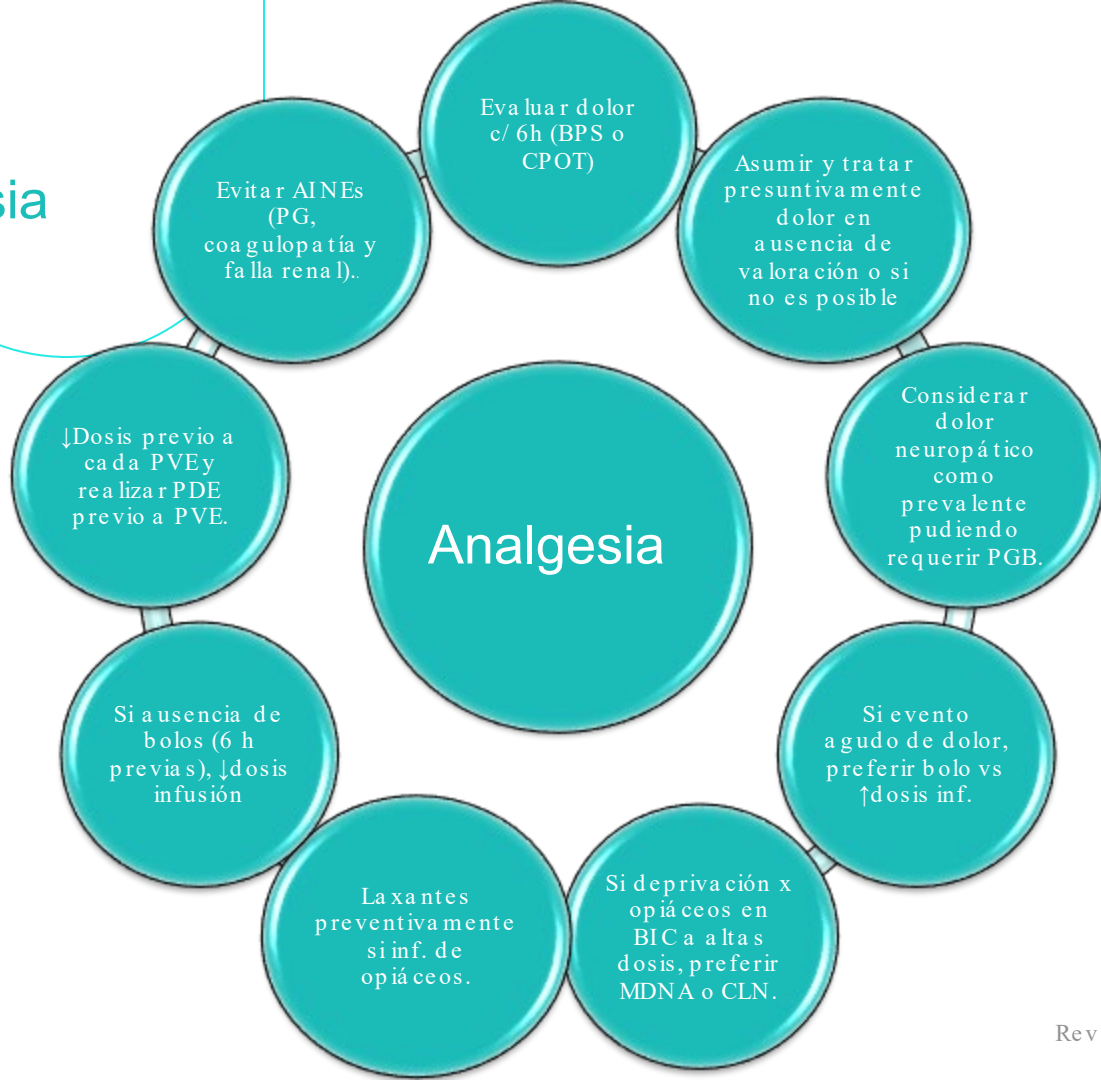 sia
Evaluar dolor
c/ 6h (BPS o
CPOT)
Asumir y tratar
presuntivamente
dolor en
ausencia de
valoración o si
no es posible
Considerar
dolor
neuropático
como
prevalente
pudiendo
requerir PGB.
Si evento
agudo de dolor,
preferir bolo vs
↑dosis inf.
Si deprivación x
opiáceos en
BIC a altas
dosis, preferir
MDNA o CLN.
Laxantes
preventivamente
si inf. de
opiáceos.
Si ausencia de
bolos (6 h
previas), ↓dosis
infusión
↓Dosis previo a
cada PVE y
realizar PDE
previo a PVE.
Evitar AINEs
(PG,
coagulopatía y
falla renal)..
Analgesia
Rev